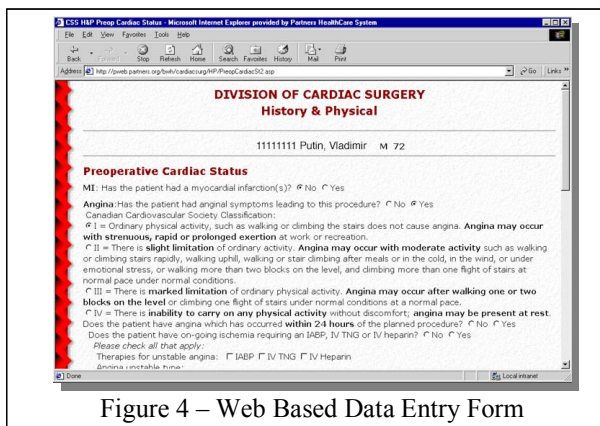 CSS H&P Preop Cardiac Status - Microsoft Internet Explorer provided by Partners HealthCare System
File Edit View Favorites Tools Help
Back Forward Stop Refresh Home Search Favorites History Mail Print
Address http://pweb.partners.org/bwh/cardiacsurg/HP/PreopCardiacSt2.asp Go Links »
DIVISION OF CARDIAC SURGERY
History & Physical
11111111 Putin, Vladimir M 72
Preoperative Cardiac Status
MI: Has the patient had a myocardial infarction(s)? No Yes
Angina:Has the patient had anginal symptoms leading to this procedure? No Yes
Canadian Cardiovascular Society Classification:
I = Ordinary physical activity, such as walking or climbing the stairs does not cause angina. Angina may occur
with strenuous, rapid or prolonged exertion at work or recreation.
II = There is slight limitation of ordinary activity. Angina may occur with moderate activity such as walking
or climbing stairs rapidly, walking uphill, walking or stair climbing after meals or in the cold, in the wind, or under
emotional stress, or walking more than two blocks on the level, and climbing more than one flight of stairs at
normal pace under normal conditions.
III = There is marked limitation of ordinary physical activity. Angina may occur after walking one or two
blocks on the level or climbing one flight of stairs under normal conditions at a normal pace.
IV = There is inability to carry on any physical activity without discomfort; angina may be present at rest.
Does the patient have angina which has occurred within 24 hours of the planned procedure? No Yes
Does the patient have on-going ischemia requiring an IABP, IV TNG or IV heparin? No Yes
Please check all that apply:
Therapies for unstable angina: IABP IV TNG IV Heparin
Angina unstable type:
Done Local intranet
Figure 4 – Web Based Data Entry Form